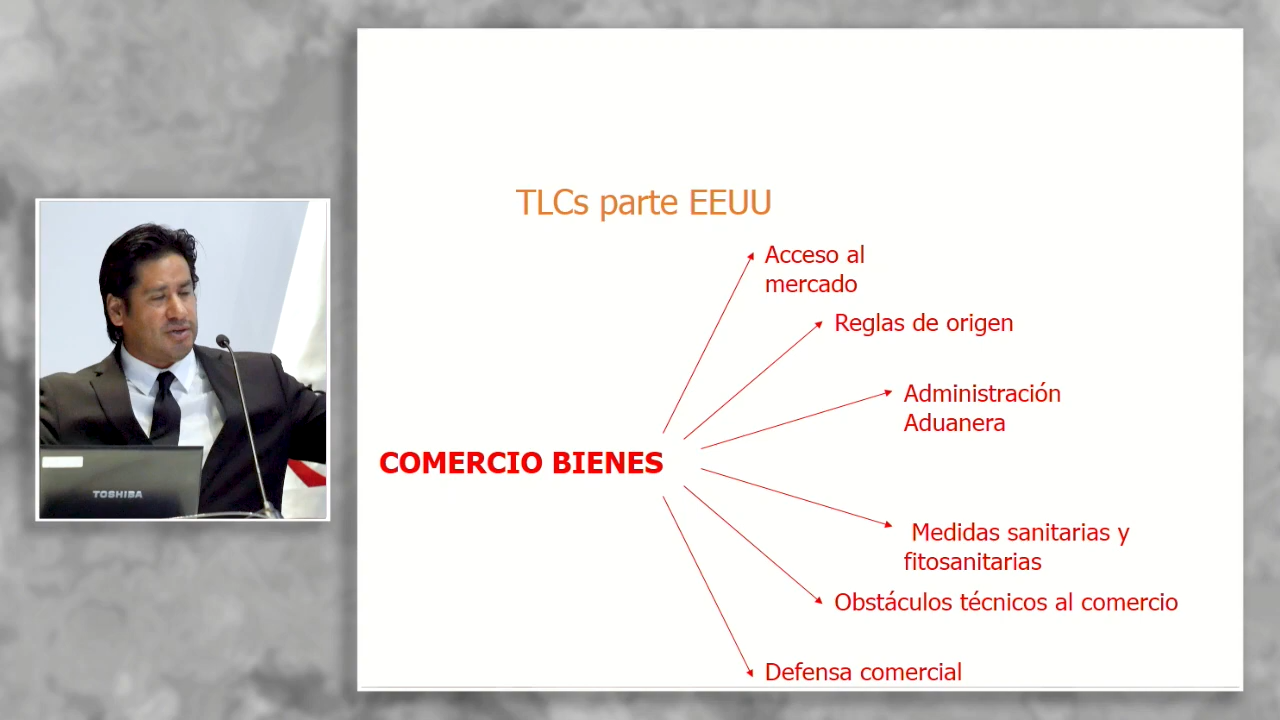 TLCs parte EEUU
Acceso al
mercado
Reglas de origen
Administración
Aduanera
COMERCIO BIENES
Medidas sanitarias y
fitosanitarias
Obstáculos técnicos al comercio
Defensa comercial
TOSHIBA